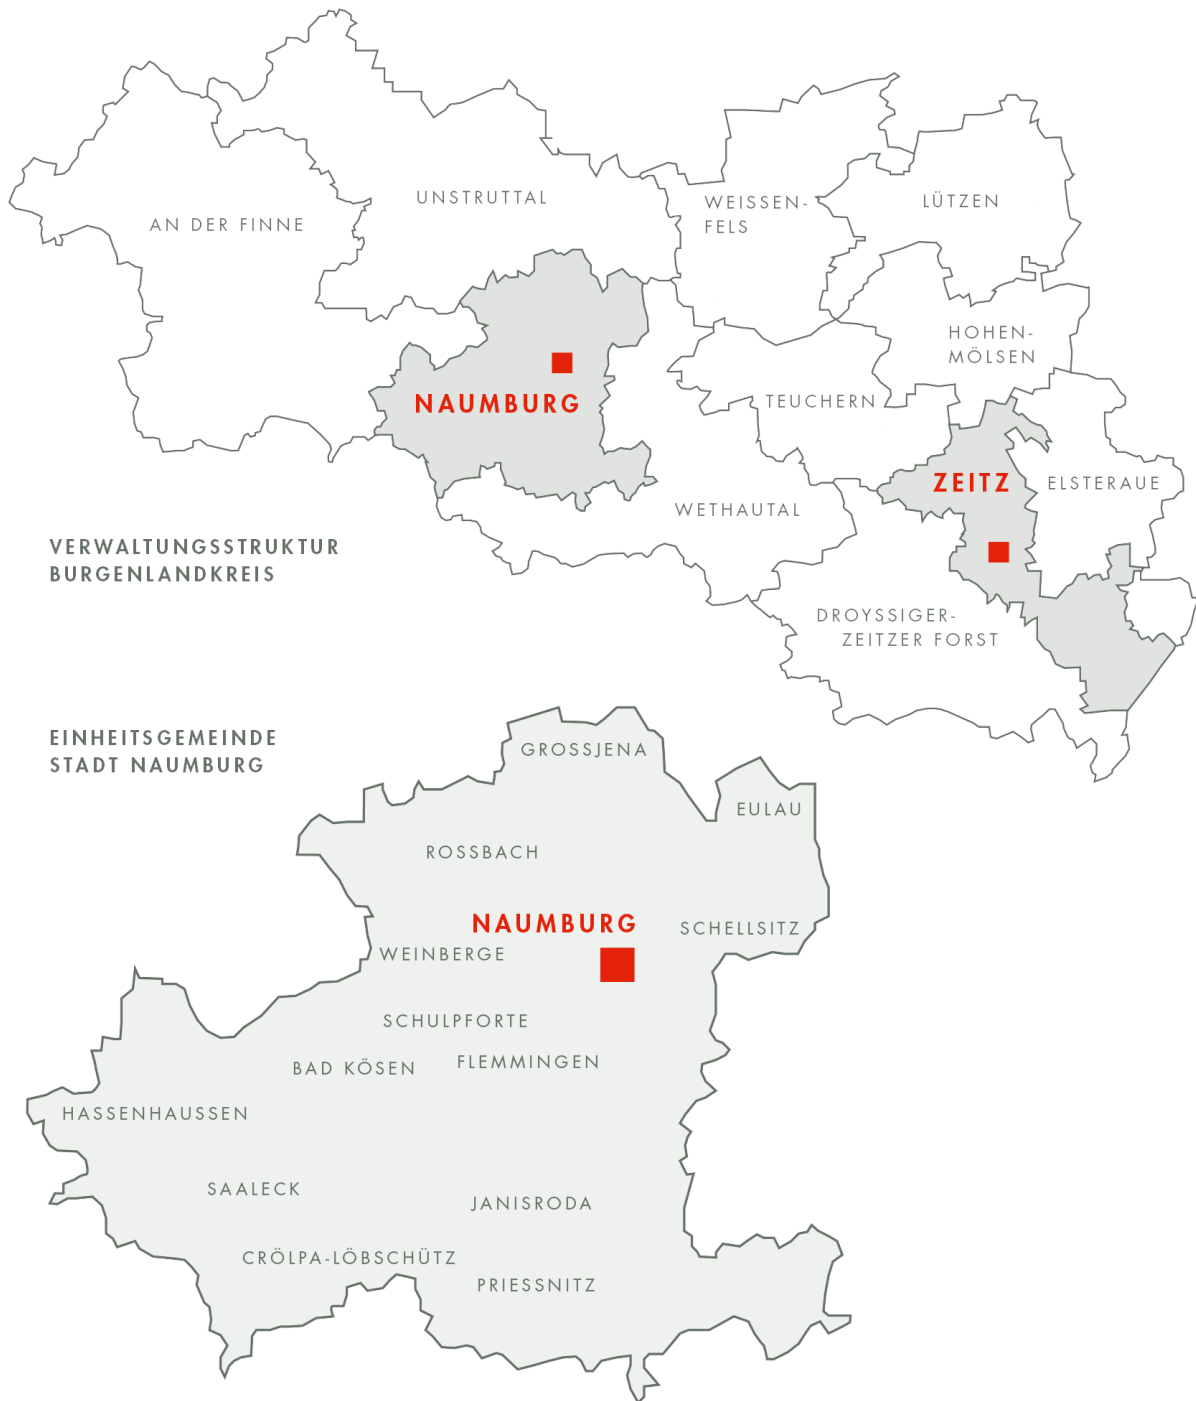 UNSTRUTTAL
AN DER FINNE
WEISSEN-
FELS
LÜTZEN
HOHEN-
MÖLSEN
NAUMBURG
TEUCHERN
ZEITZ
ELSTERAUE
WETHAUTAL
VERWALTUNGSSTRUKTUR
BURGENLANDKREIS
DROYSSIGER-
ZEITZER FORST
EINHEITSGEMEINDE
STADT NAUMBURG
GROSSJENA
EULAU
ROSSBACH
NAUMBURG
SCHELLSITZ
WEINBERGE
SCHULPFORTE
BAD KÖSEN
FLEMMINGEN
HASSENHAUSSEN
SAALECK
JANISRODA
CRÖLPA-LÖBSCHÜTZ
PRIESSNITZ